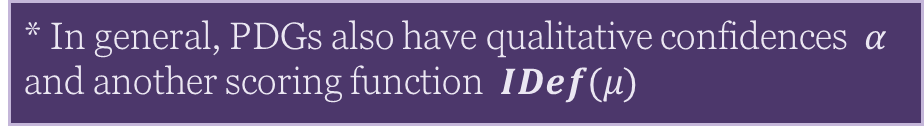 * In general, PDGs also have qualitative confidences α
and another scoring function IDef(μ)